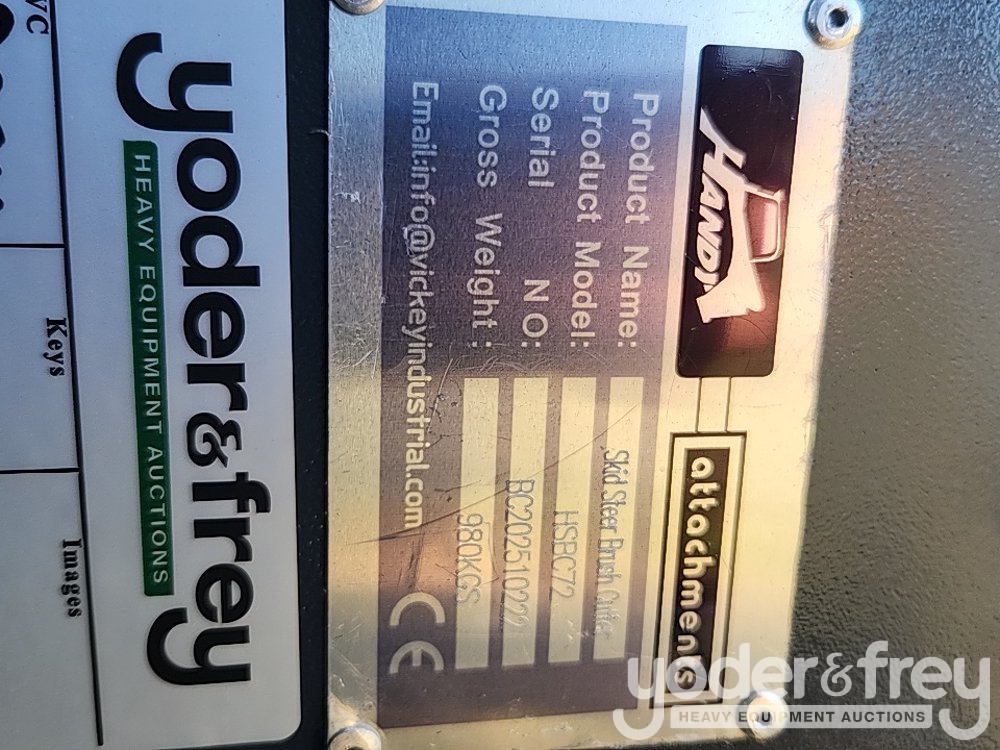 HANDY
attachments
Product Name: Skid Steer Brush Cutter
Product Model: HSBC72
Serial NO: BC202510222
Gross Weight: 980KGS
Email:info@vickeyindustrial.com CE
yoder&frey
HEAVY EQUIPMENT AUCTIONS
Keys
Images
yoder&frey
HEAVY EQUIPMENT AUCTIONS